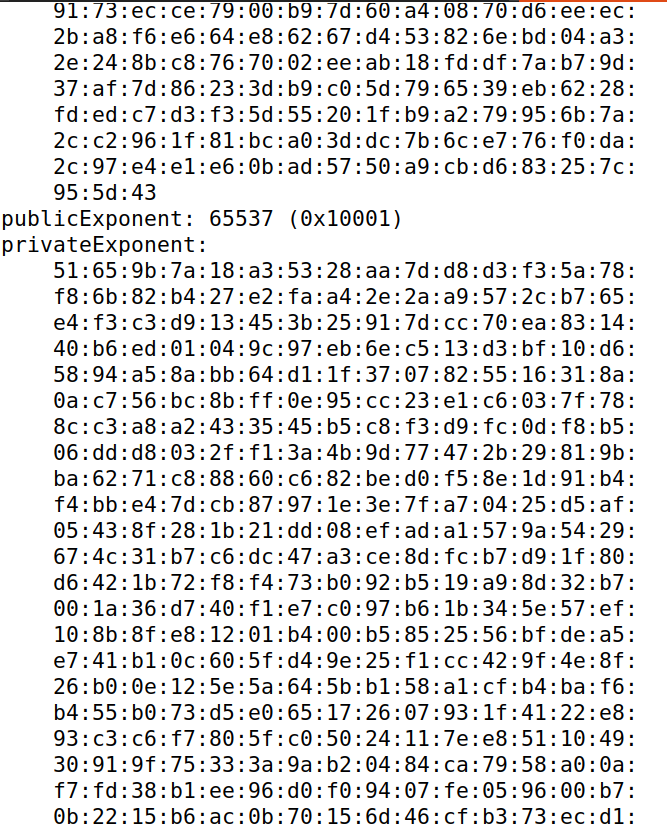 91:73:ec:ce:79:00:b9:7d:60:a4:08:70:d6:ee:ec:
2b:a8:f6:e6:64:e8:62:67:d4:53:82:6e:bd:04:a3:
2e:24:8b:c8:76:70:02:ee:ab:18:fd:df:7a:b7:9d:
37:af:7d:86:23:3d:b9:c0:5d:79:65:39:eb:62:28:
fd:ed:c7:d3:f3:5d:55:20:1f:b9:a2:79:95:6b:7a:
2c:c2:96:1f:81:bc:a0:3d:dc:7b:6c:e7:76:f0:da:
2c:97:e4:e1:e6:0b:ad:57:50:a9:cb:d6:83:25:7c:
95:5d:43
publicExponent: 65537 (0x10001)
privateExponent:
51:65:9b:7a:18:a3:53:28:aa:7d:d8:d3:f3:5a:78:
f8:6b:82:b4:27:e2:fa:a4:2e:2a:a9:57:2c:b7:65:
e4:f3:c3:d9:13:45:3b:25:91:7d:cc:70:ea:83:14:
40:b6:ed:01:04:9c:97:eb:6e:c5:13:d3:bf:10:d6:
58:94:a5:8a:bb:64:d1:1f:37:07:82:55:16:31:8a:
0a:c7:56:bc:8b:ff:0e:95:cc:23:e1:c6:03:7f:78:
8c:c3:a8:a2:43:35:45:b5:c8:f3:d9:fc:0d:f8:b5:
06:dd:d8:03:2f:f1:3a:4b:9d:77:47:2b:29:81:9b:
ba:62:71:c8:88:60:c6:82:be:d0:f5:8e:1d:91:b4:
f4:bb:e4:7d:cb:87:97:1e:3e:7f:a7:04:25:d5:af:
05:43:8f:28:1b:21:dd:08:ef:ad:a1:57:9a:54:29:
67:4c:31:b7:c6:dc:47:a3:ce:8d:fc:b7:d9:1f:80:
d6:42:1b:72:f8:f4:73:b0:92:b5:19:a9:8d:32:b7:
00:1a:36:d7:40:f1:e7:c0:97:b6:1b:34:5e:57:ef:
10:8b:8f:e8:12:01:b4:00:b5:85:25:56:bf:de:a5:
e7:41:b1:0c:60:5f:d4:9e:25:f1:cc:42:9f:4e:8f:
26:b0:0e:12:5e:5a:64:5b:b1:58:a1:cf:b4:ba:f6:
b4:55:b0:73:d5:e0:65:17:26:07:93:1f:41:22:e8:
93:c3:c6:f7:80:5f:c0:50:24:11:7e:e8:51:10:49:
30:91:9f:75:33:3a:9a:b2:04:84:ca:79:58:a0:0a:
f7:fd:38:b1:ee:96:d0:f0:94:07:fe:05:96:00:b7:
0b:22:15:b6:ac:0b:70:15:6d:46:cf:b3:73:ec:d1: